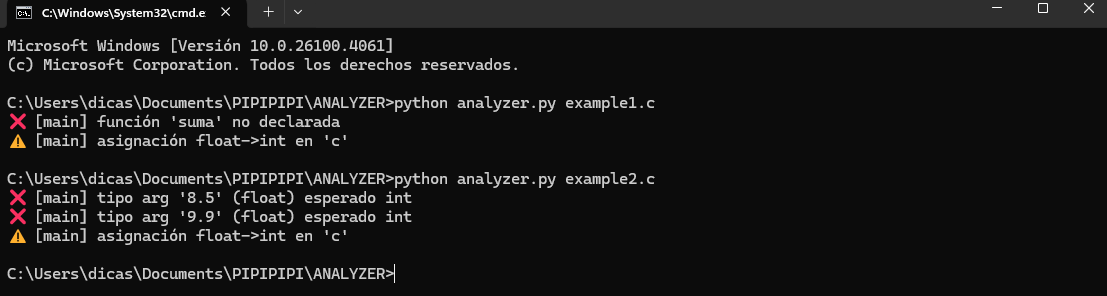 C:\Windows\System32\cmd.e:
Microsoft Windows [Versión 10.0.26100.4061]
(c) Microsoft Corporation. Todos los derechos reservados.
C:\Users\dicas\Documents\PIPIPIPI\ANALYZER>python analyzer.py example1.c
❌ [main] función 'suma' no declarada
⚠️ [main] asignación float->int en 'c'
C:\Users\dicas\Documents\PIPIPIPI\ANALYZER>python analyzer.py example2.c
❌ [main] tipo arg '8.5' (float) esperado int
❌ [main] tipo arg '9.9' (float) esperado int
⚠️ [main] asignación float->int en 'c'
C:\Users\dicas\Documents\PIPIPIPI\ANALYZER>